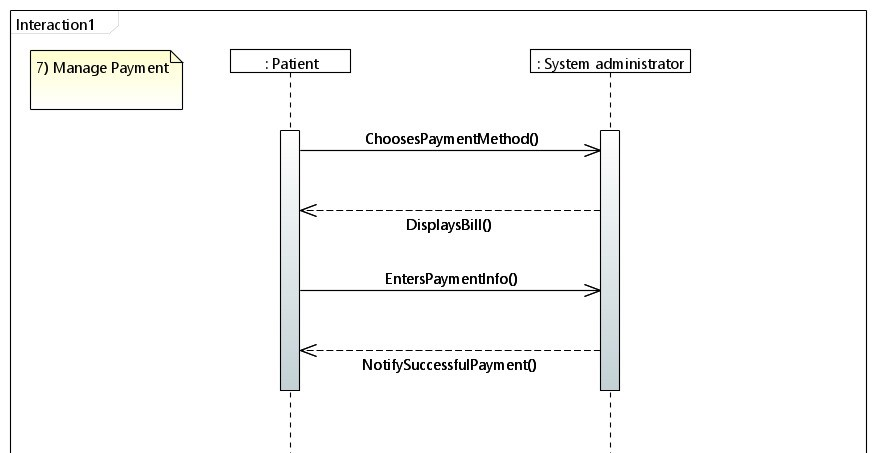 Interaction1
7) Manage Payment
: Patient
: System administrator
ChoosesPaymentMethod()
DisplaysBill()
EntersPaymentInfo()
NotifySuccessfulPayment()